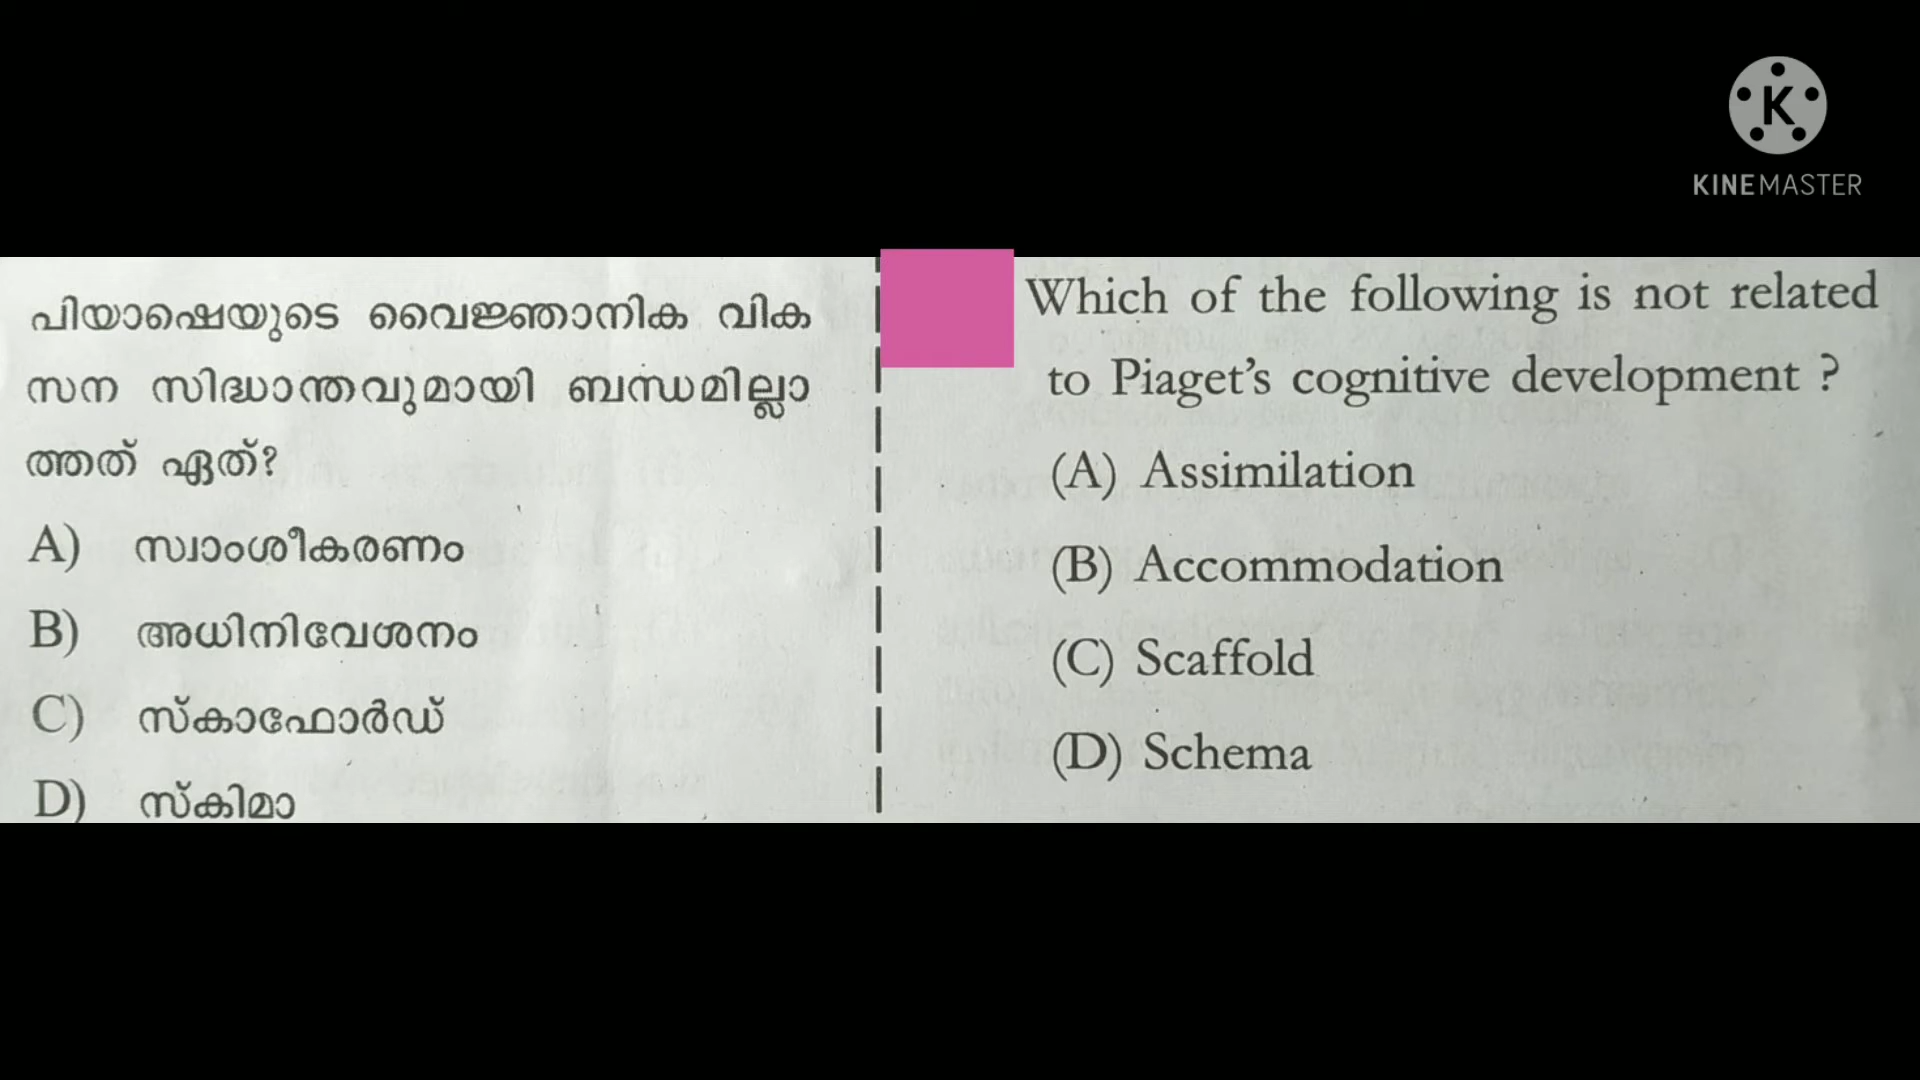 K
KINEMASTER
പിയാഷെയുടെ വൈജ്ഞാനിക വിക
സന സിദ്ധാന്തവുമായി ബന്ധമില്ലാ
ത്തത് ഏത്?
A) സ്വാംശീകരണം
B) അധിനിവേശനം
C) സ്കാഫോർഡ്
D) സ്കിമാ
Which of the following is not related
to Piaget's cognitive development ?
(A) Assimilation
(B) Accommodation
(C) Scaffold
(D) Schema